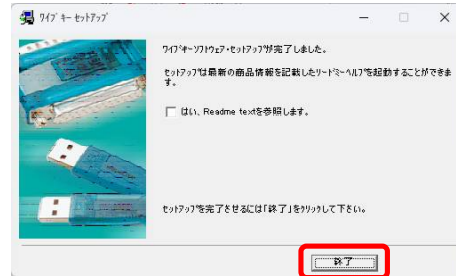 ワイプ キー セットアップ
ワイプキーソフトウェア・セットアップが完了しました。
セットアップは最新の商品情報を記載したリードミーヘルプを起動することができま
す。
はい、Readme textを参照します。
セットアップを完了させるには「終了」をクリックして下さい。
終了